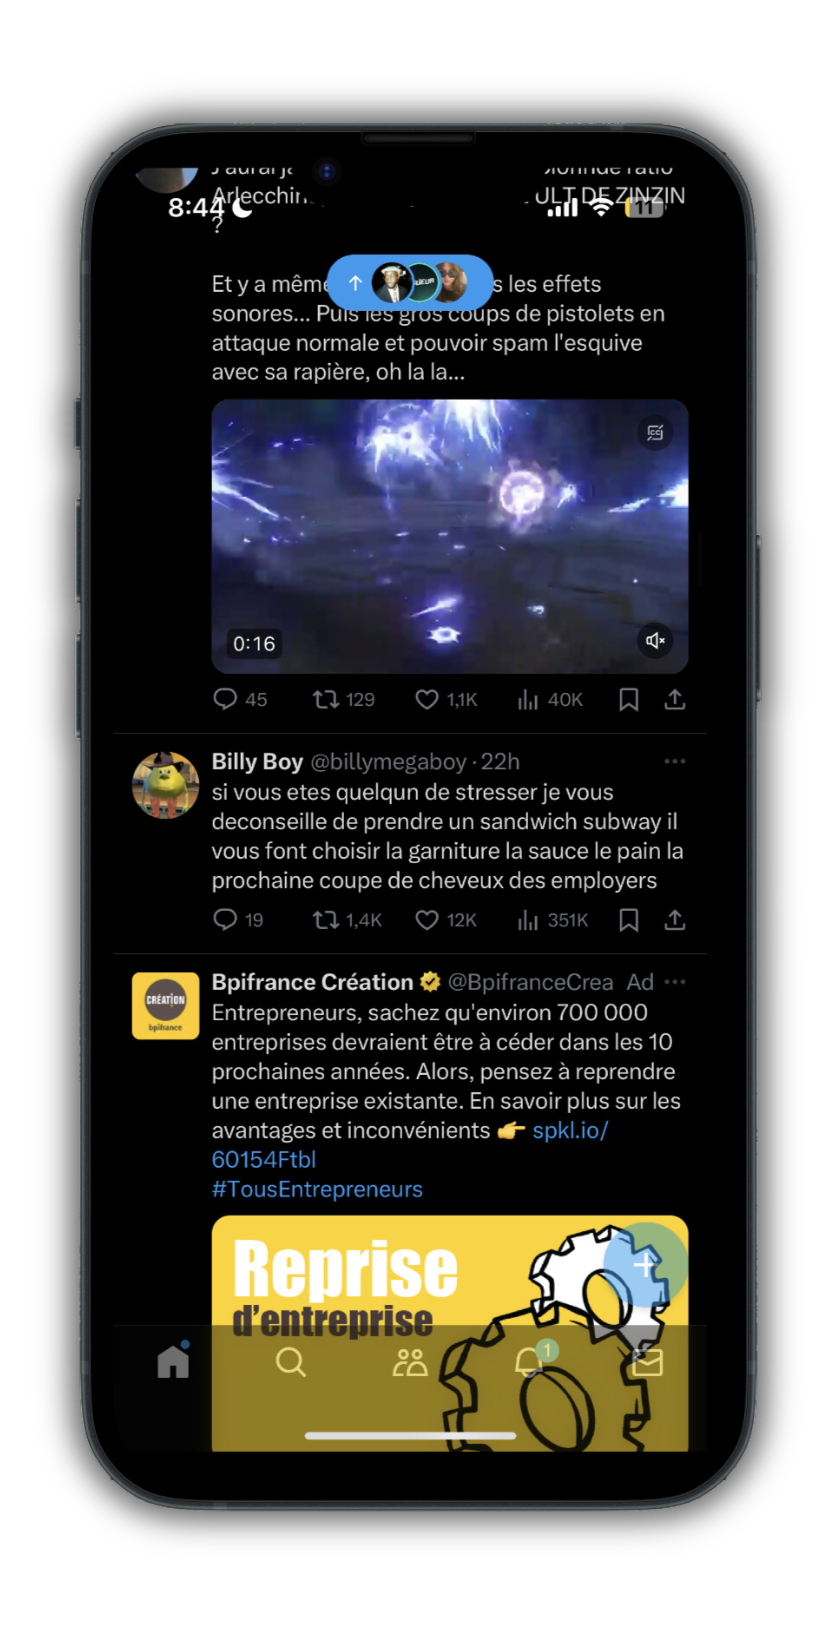 J'aurai ja
blonnde ratio
Arlecchin
ULT DE ZINZIN
8:44
11
?
Et y a même
s les effets
sonores... Puis les gros coups de pistolets en
attaque normale et pouvoir spam l'esquive
avec sa rapière, oh la la...
0:16
45 129 1,1K 40K
Billy Boy @billymegaboy · 22h
si vous etes quelqun de stresser je vous
deconseille de prendre un sandwich subway il
vous font choisir la garniture la sauce le pain la
prochaine coupe de cheveux des employers
19 1,4K 12K 351K
CRÉATION
bpifrance
Bpifrance Création @BpifranceCrea Ad
Entrepreneurs, sachez qu'environ 700 000
entreprises devraient être à céder dans les 10
prochaines années. Alors, pensez à reprendre
une entreprise existante. En savoir plus sur les
avantages et inconvénients 👉 spkl.io/
60154Ftbl
#TousEntrepreneurs
Reprise
d'entreprise
1